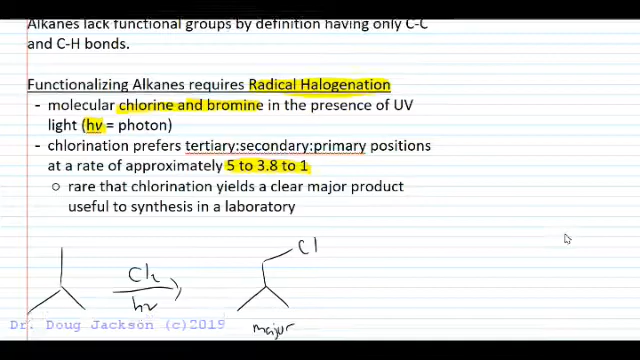 Alkanes lack functional groups by definition having only C-C
and C-H bonds.
Functionalizing Alkanes requires Radical Halogenation
- molecular chlorine and bromine in the presence of UV
light (hv = photon)
- chlorination prefers tertiary:secondary:primary positions
at a rate of approximately 5 to 3.8 to 1
o rare that chlorination yields a clear major product
useful to synthesis in a laboratory
Cl₂
hv
Cl
major
Dr. Doug Jackson (c)2019